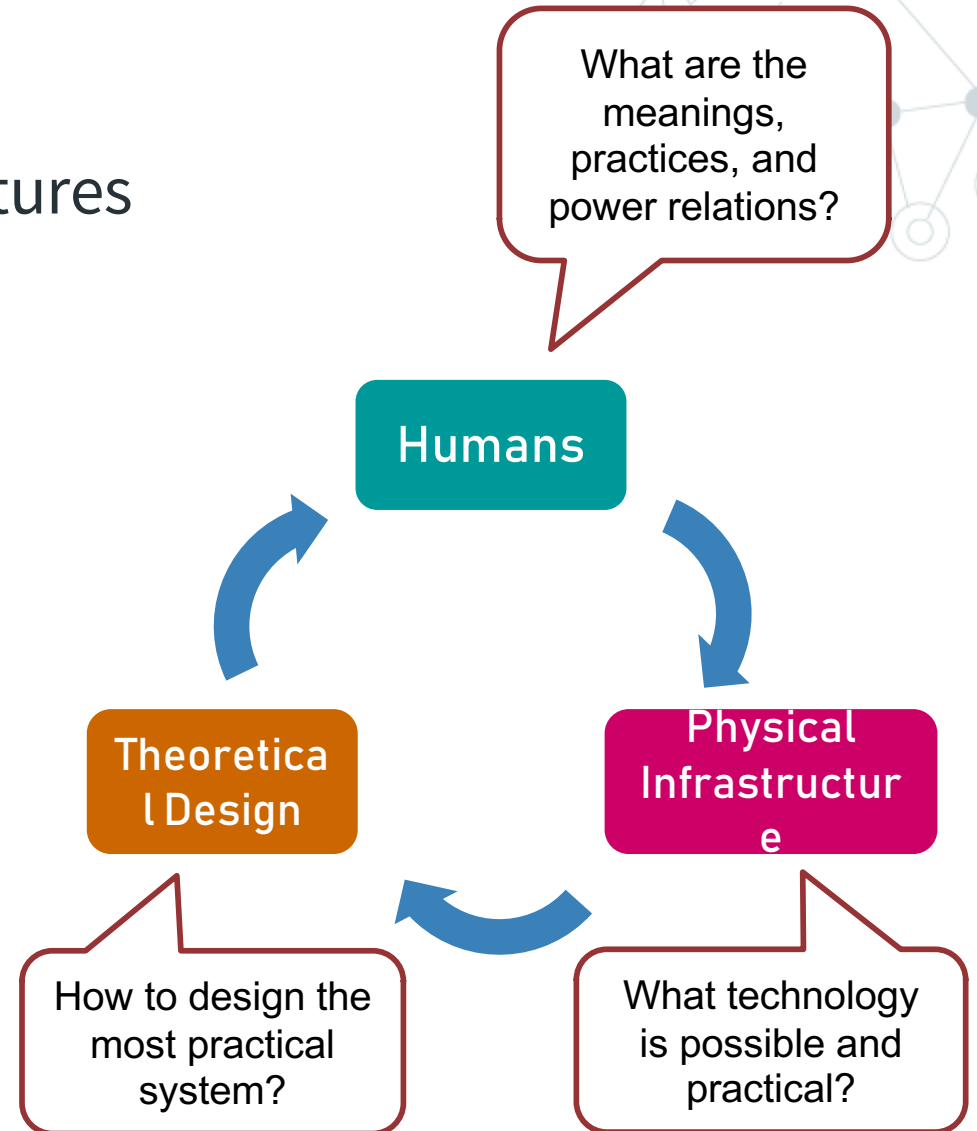 What are the
meanings,
practices, and
power relations?
tures
Humans
Theoretica
l Design
Physical
Infrastructur
e
How to design the
most practical
system?
What technology
is possible and
practical?